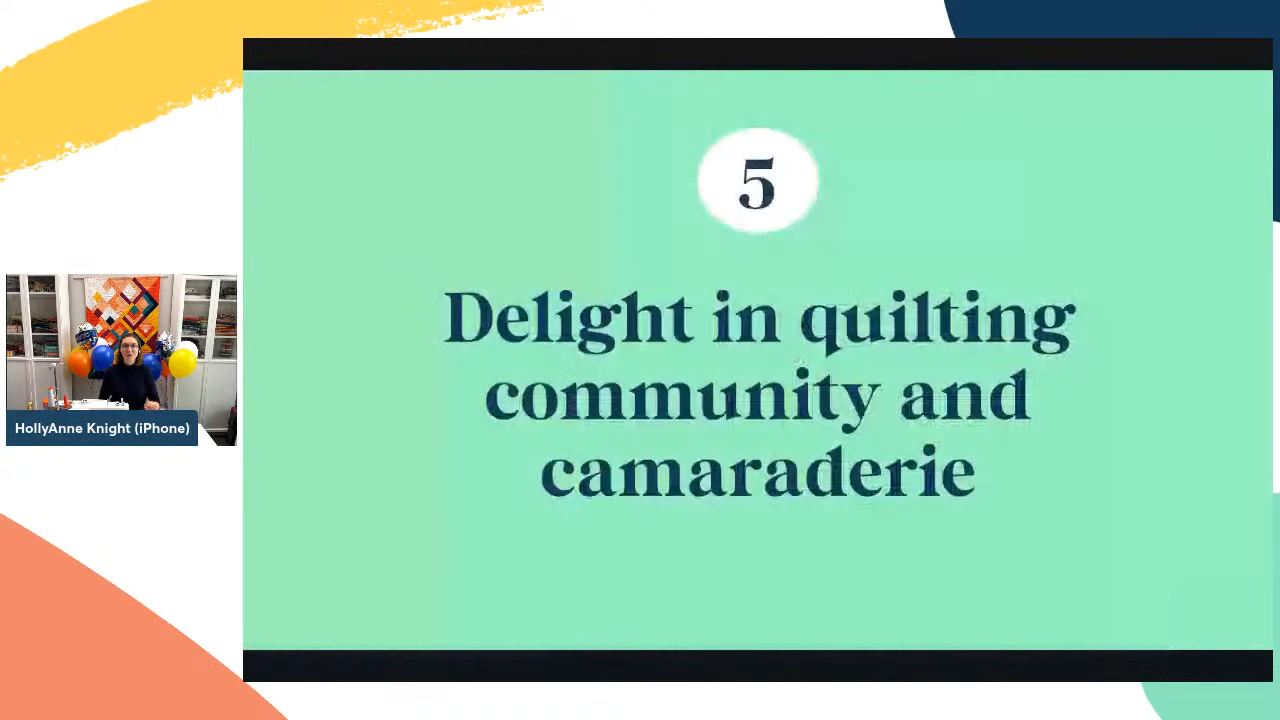 5
Delight in quilting
community and
camaraderie
HollyAnne Knight (iPhone)